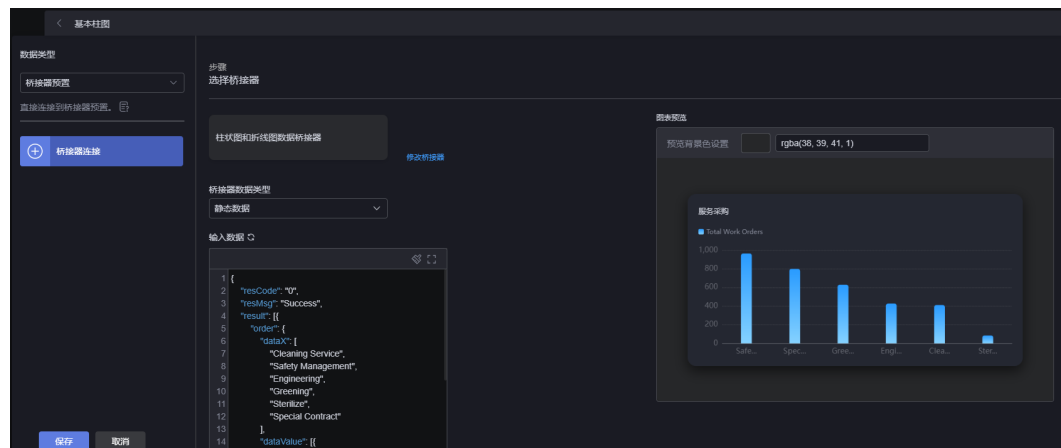 基本柱图
数据类型
桥接器预置
直接连接到桥接器预置。
桥接器连接
保存
取消
步骤
选择桥接器
柱状图和折线图数据桥接器
修改桥接器
桥接器数据类型
静态数据
输入数据
1 {
2 "resCode": "0",
3 "resMsg": "Success",
4 "result": [{
5 "order": {
6 "dataX": [
7 "Cleaning Service",
8 "Safety Management",
9 "Engineering",
10 "Greening",
11 "Sterilize",
12 "Special Contract"
13 ],
14 "dataValue": [{
图表预览
预览背景色设置
rgba(38, 39, 41, 1)
服务采购
Total Work Orders
1,000
800
600
400
200
0
Safe... Spec... Gree... Engi... Clea... Ster...